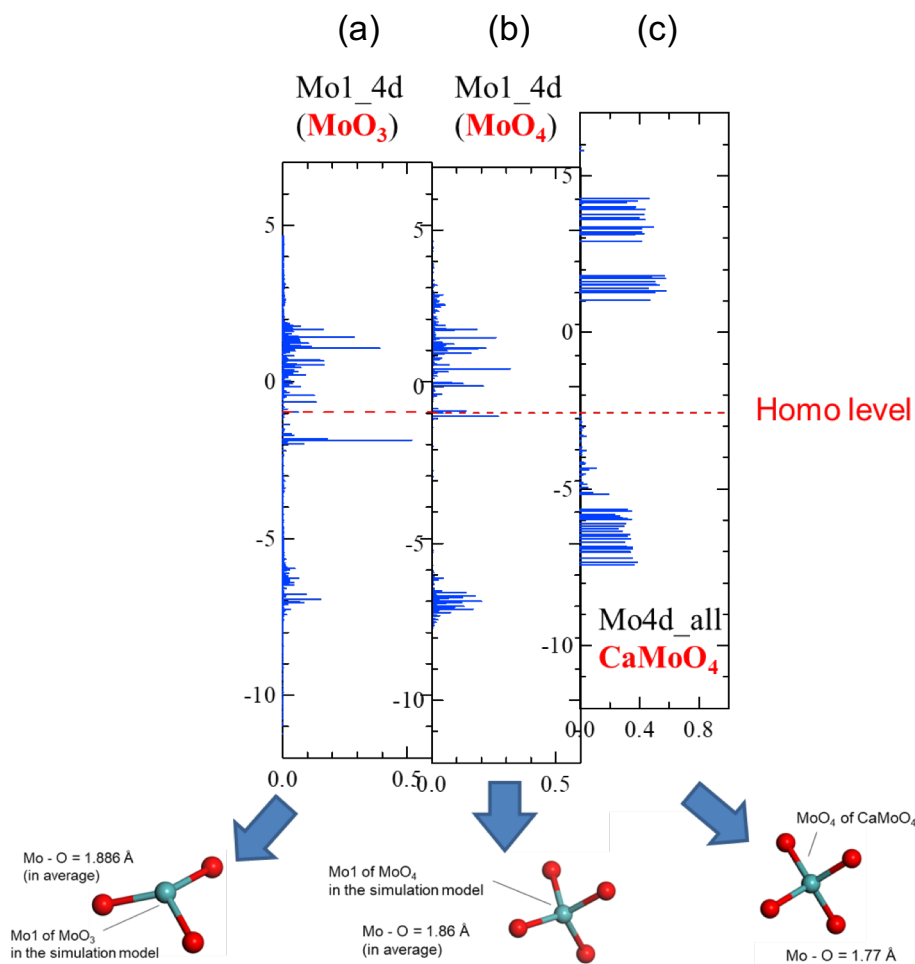 (a)
(b)
(c)
Mo1_4d
(MoO₃)
Mo1_4d
(MoO₄)
5
0
-5
-10
0.0
0.5
5
0
-5
-10
0.0
0.5
5
0
-5
-10
0.0
0.4
0.8
Homo level
Mo4d_all
CaMoO₄
Mo - O = 1.886 Å
(in average)
Mo1 of MoO₃
in the simulation model
Mo1 of MoO₄
in the simulation model
Mo - O = 1.86 Å
(in average)
MoO₄ of CaMoO₄
Mo - O = 1.77 Å